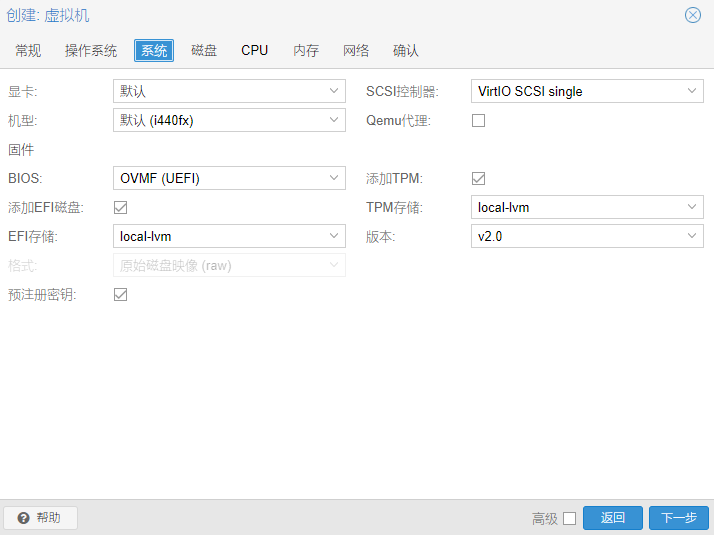 创建: 虚拟机
常规 操作系统 系统 磁盘 CPU 内存 网络 确认
显卡: 默认 SCSI控制器: VirtIO SCSI single
机型: 默认 (i440fx) Qemu代理:
固件
BIOS: OVMF (UEFI) 添加TPM:
添加EFI磁盘: TPM存储: local-lvm
EFI存储: local-lvm 版本: v2.0
格式: 原始磁盘映像 (raw)
预注册密钥:
帮助 高级 返回 下一步